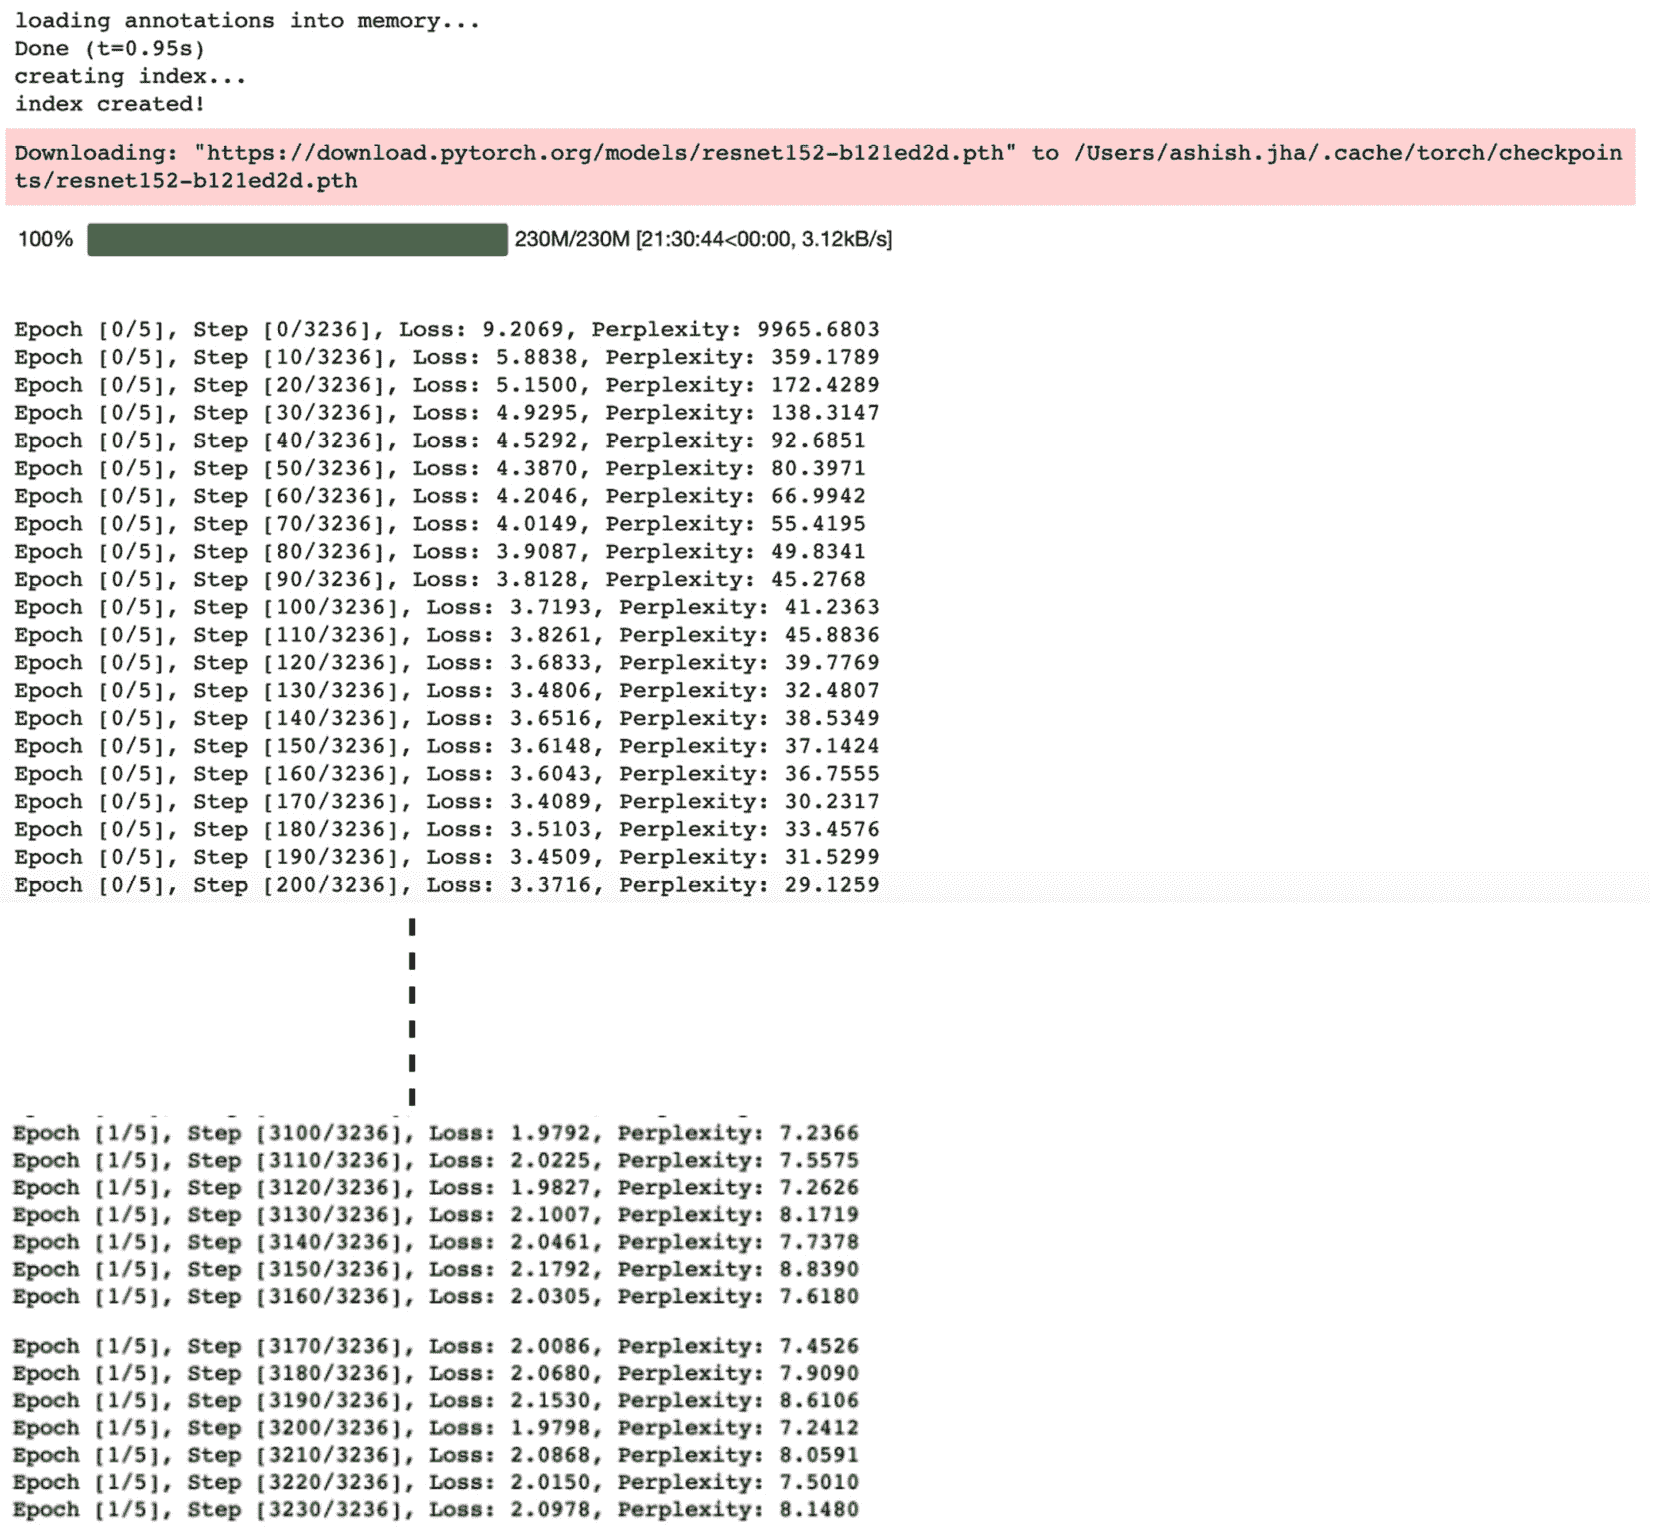 loading annotations into memory...
Done (t=0.95s)
creating index...
index created!
Downloading: "https://download.pytorch.org/models/resnet152-b121ed2d.pth" to /Users/ashish.jha/.cache/torch/checkpoin
ts/resnet152-b121ed2d.pth
100% 230M/230M [21:30:44<00:00, 3.12kB/s]
Epoch [0/5], Step [0/3236], Loss: 9.2069, Perplexity: 9965.6803
Epoch [0/5], Step [10/3236], Loss: 5.8838, Perplexity: 359.1789
Epoch [0/5], Step [20/3236], Loss: 5.1500, Perplexity: 172.4289
Epoch [0/5], Step [30/3236], Loss: 4.9295, Perplexity: 138.3147
Epoch [0/5], Step [40/3236], Loss: 4.5292, Perplexity: 92.6851
Epoch [0/5], Step [50/3236], Loss: 4.3870, Perplexity: 80.3971
Epoch [0/5], Step [60/3236], Loss: 4.2046, Perplexity: 66.9942
Epoch [0/5], Step [70/3236], Loss: 4.0149, Perplexity: 55.4195
Epoch [0/5], Step [80/3236], Loss: 3.9087, Perplexity: 49.8341
Epoch [0/5], Step [90/3236], Loss: 3.8128, Perplexity: 45.2768
Epoch [0/5], Step [100/3236], Loss: 3.7193, Perplexity: 41.2363
Epoch [0/5], Step [110/3236], Loss: 3.8261, Perplexity: 45.8836
Epoch [0/5], Step [120/3236], Loss: 3.6833, Perplexity: 39.7769
Epoch [0/5], Step [130/3236], Loss: 3.4806, Perplexity: 32.4807
Epoch [0/5], Step [140/3236], Loss: 3.6516, Perplexity: 38.5349
Epoch [0/5], Step [150/3236], Loss: 3.6148, Perplexity: 37.1424
Epoch [0/5], Step [160/3236], Loss: 3.6043, Perplexity: 36.7555
Epoch [0/5], Step [170/3236], Loss: 3.4089, Perplexity: 30.2317
Epoch [0/5], Step [180/3236], Loss: 3.5103, Perplexity: 33.4576
Epoch [0/5], Step [190/3236], Loss: 3.4509, Perplexity: 31.5299
Epoch [0/5], Step [200/3236], Loss: 3.3716, Perplexity: 29.1259
Epoch [1/5], Step [3100/3236], Loss: 1.9792, Perplexity: 7.2366
Epoch [1/5], Step [3110/3236], Loss: 2.0225, Perplexity: 7.5575
Epoch [1/5], Step [3120/3236], Loss: 1.9827, Perplexity: 7.2626
Epoch [1/5], Step [3130/3236], Loss: 2.1007, Perplexity: 8.1719
Epoch [1/5], Step [3140/3236], Loss: 2.0461, Perplexity: 7.7378
Epoch [1/5], Step [3150/3236], Loss: 2.1792, Perplexity: 8.8390
Epoch [1/5], Step [3160/3236], Loss: 2.0305, Perplexity: 7.6180
Epoch [1/5], Step [3170/3236], Loss: 2.0086, Perplexity: 7.4526
Epoch [1/5], Step [3180/3236], Loss: 2.0680, Perplexity: 7.9090
Epoch [1/5], Step [3190/3236], Loss: 2.1530, Perplexity: 8.6106
Epoch [1/5], Step [3200/3236], Loss: 1.9798, Perplexity: 7.2412
Epoch [1/5], Step [3210/3236], Loss: 2.0868, Perplexity: 8.0591
Epoch [1/5], Step [3220/3236], Loss: 2.0150, Perplexity: 7.5010
Epoch [1/5], Step [3230/3236], Loss: 2.0978, Perplexity: 8.1480